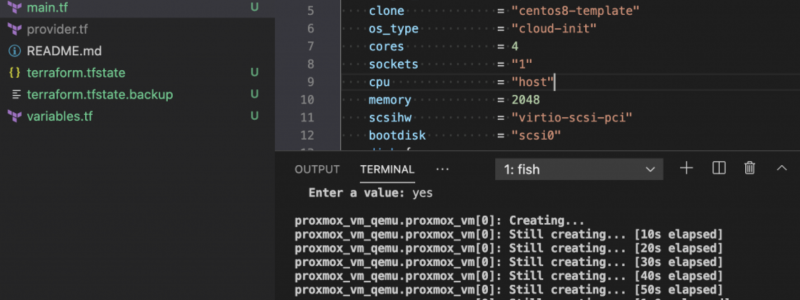 main.tf U
provider.tf
README.md
terraform.tfstate U
terraform.tfstate.backup U
variables.tf U
5 clone = "centos8-template"
6 os_type = "cloud-init"
7 cores = 4
8 sockets = "1"
9 cpu = "host"
10 memory = 2048
11 scsihw = "virtio-scsi-pci"
12 bootdisk = "scsi0"
OUTPUT TERMINAL ··· 1: fish
Enter a value: yes
proxmox_vm_qemu.proxmox_vm[0]: Creating...
proxmox_vm_qemu.proxmox_vm[0]: Still creating... [10s elapsed]
proxmox_vm_qemu.proxmox_vm[0]: Still creating... [20s elapsed]
proxmox_vm_qemu.proxmox_vm[0]: Still creating... [30s elapsed]
proxmox_vm_qemu.proxmox_vm[0]: Still creating... [40s elapsed]
proxmox_vm_qemu.proxmox_vm[0]: Still creating... [50s elapsed]